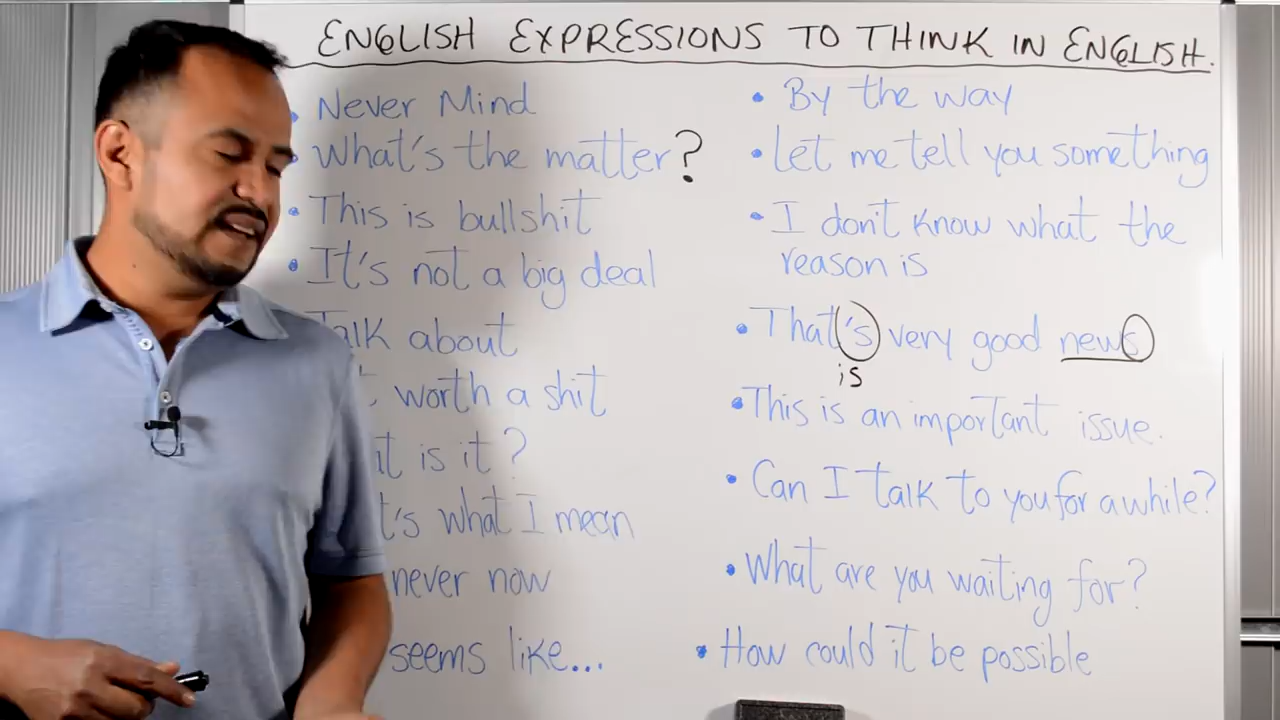 ENGLISH EXPRESSIONS TO THINK IN ENGLISH.
• Never Mind
• What's the matter?
• This is bullshit
• It's not a big deal
Talk about
worth a shit
is it?
what I mean
never now
seems like...
• By the way
• Let me tell you something
• I don't know what the
reason is
• That's very good news
is
• This is an important issue.
• Can I talk to you for a while?
• What are you waiting for?
• How could it be possible